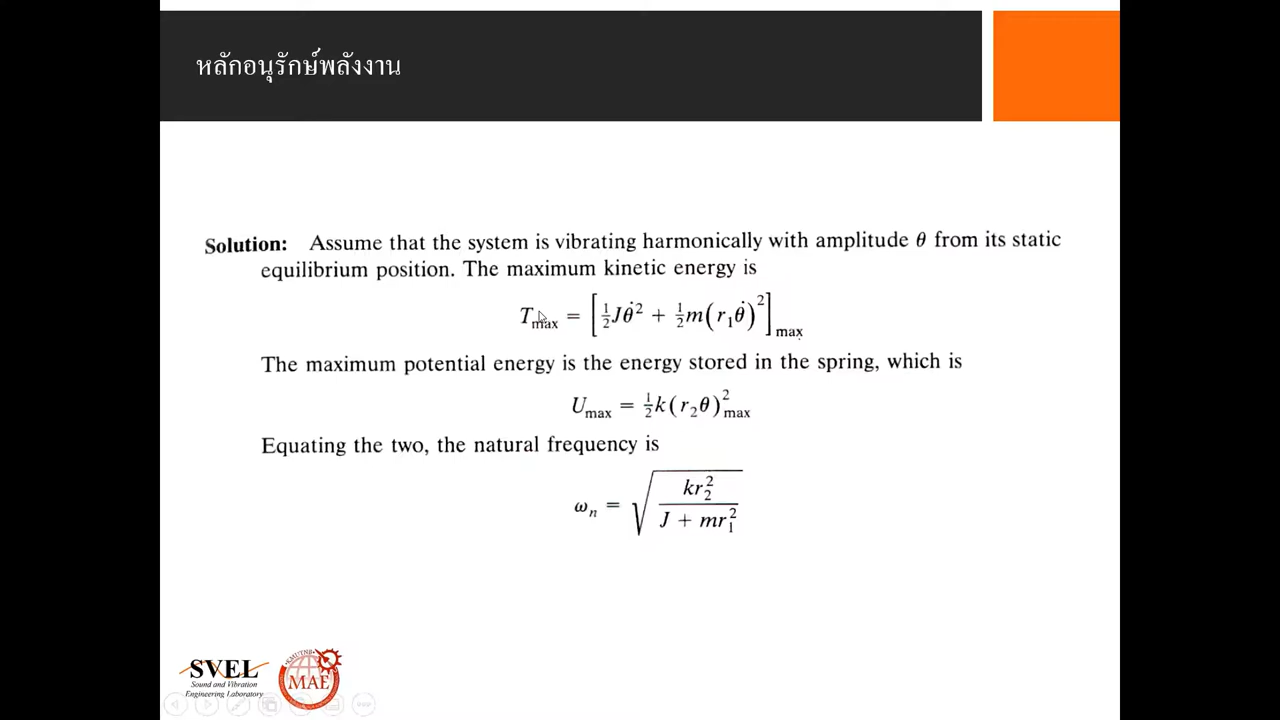 หลักอนุรักษ์พลังงาน
Solution: Assume that the system is vibrating harmonically with amplitude θ from its static
equilibrium position. The maximum kinetic energy is
T_max = [½Jθ̇² + ½m(r₁θ̇)²]_max
The maximum potential energy is the energy stored in the spring, which is
U_max = ½k(r₂θ)²_max
Equating the two, the natural frequency is
ωₙ = √(kr₂² / (J + mr₁²))
SVEL
Sound and Vibration
Engineering Laboratory
KMUTNB
MAE